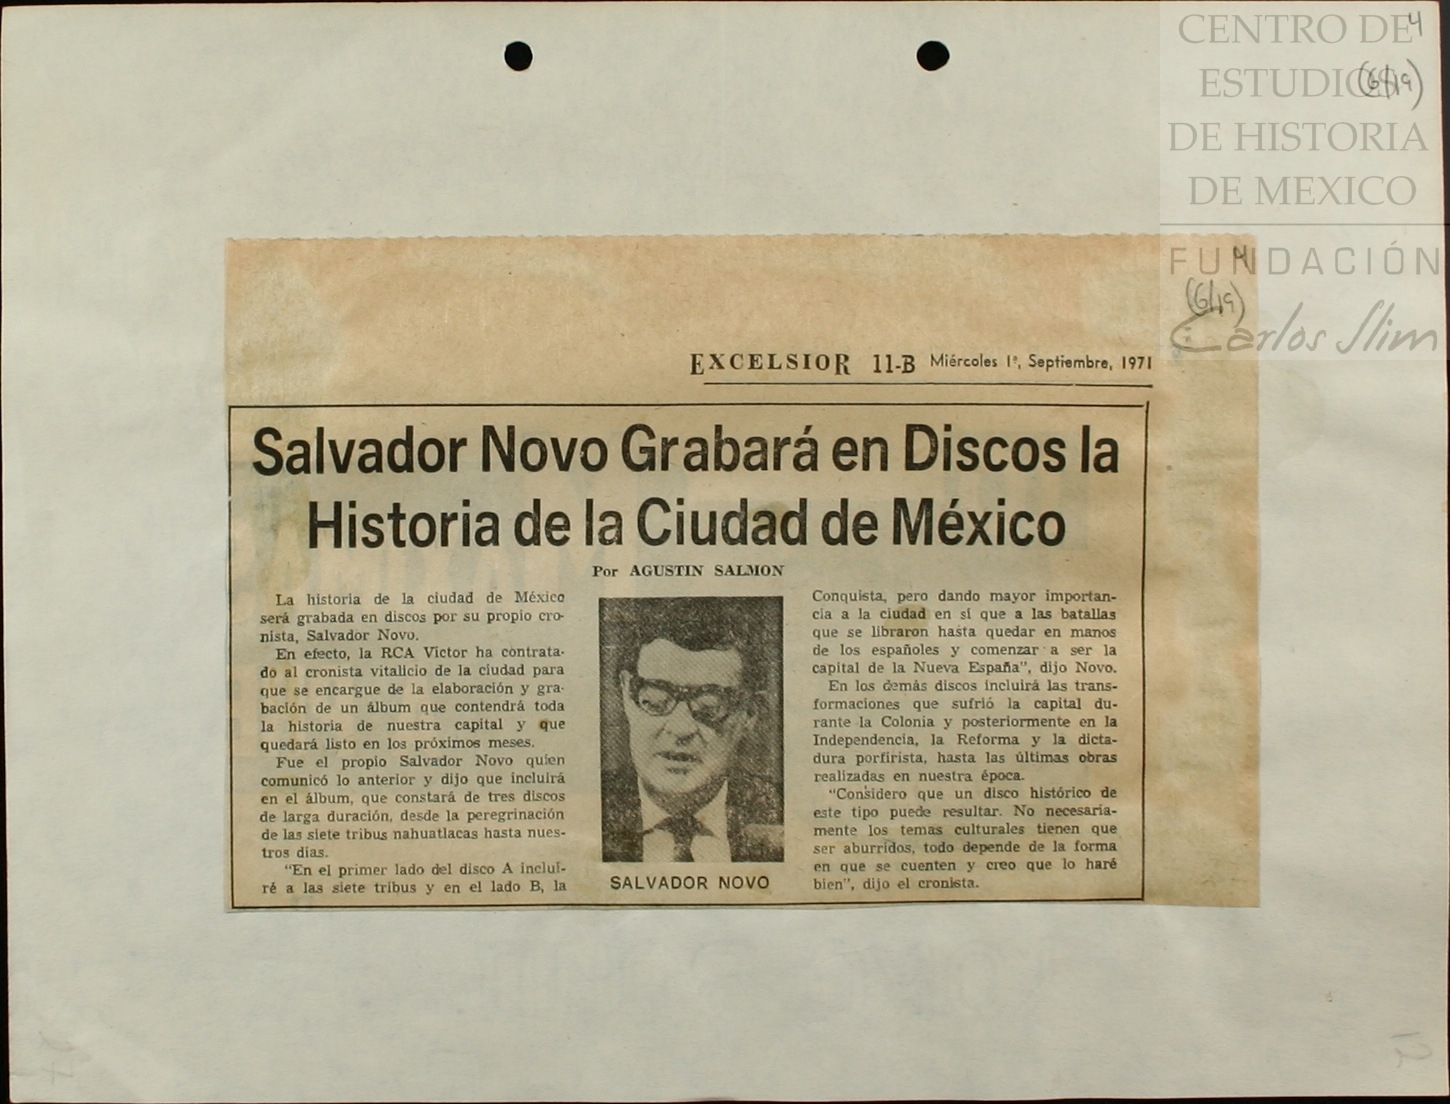 4
CENTRO DE
ESTUDIOS
(6/19)
DE HISTORIA
DE MEXICO
FUNDACIÓN
4
(6/19)
Carlos Slim
EXCELSIOR 11-B Miércoles 1º, Septiembre, 1971
Salvador Novo Grabará en Discos la
Historia de la Ciudad de México
Por AGUSTIN SALMON
La historia de la ciudad de México
será grabada en discos por su propio cro-
nista, Salvador Novo.
En efecto, la RCA Victor ha contrata-
do al cronista vitalicio de la ciudad para
que se encargue de la elaboración y gra-
bación de un álbum que contendrá toda
la historia de nuestra capital y que
quedará listo en los próximos meses.
Fue el propio Salvador Novo quien
comunicó lo anterior y dijo que incluirá
en el álbum, que constará de tres discos
de larga duración, desde la peregrinación
de las siete tribus nahuatlacas hasta nues-
tros días.
"En el primer lado del disco A inclui-
ré a las siete tribus y en el lado B, la
SALVADOR NOVO
Conquista, pero dando mayor importan-
cia a la ciudad en sí que a las batallas
que se libraron hasta quedar en manos
de los españoles y comenzar a ser la
capital de la Nueva España", dijo Novo.
En los demás discos incluirá las trans-
formaciones que sufrió la capital du-
rante la Colonia y posteriormente en la
Independencia, la Reforma y la dicta-
dura porfirista, hasta las últimas obras
realizadas en nuestra época.
"Considero que un disco histórico de
este tipo puede resultar. No necesaria-
mente los temas culturales tienen que
ser aburridos, todo depende de la forma
en que se cuenten y creo que lo haré
bien", dijo el cronista.